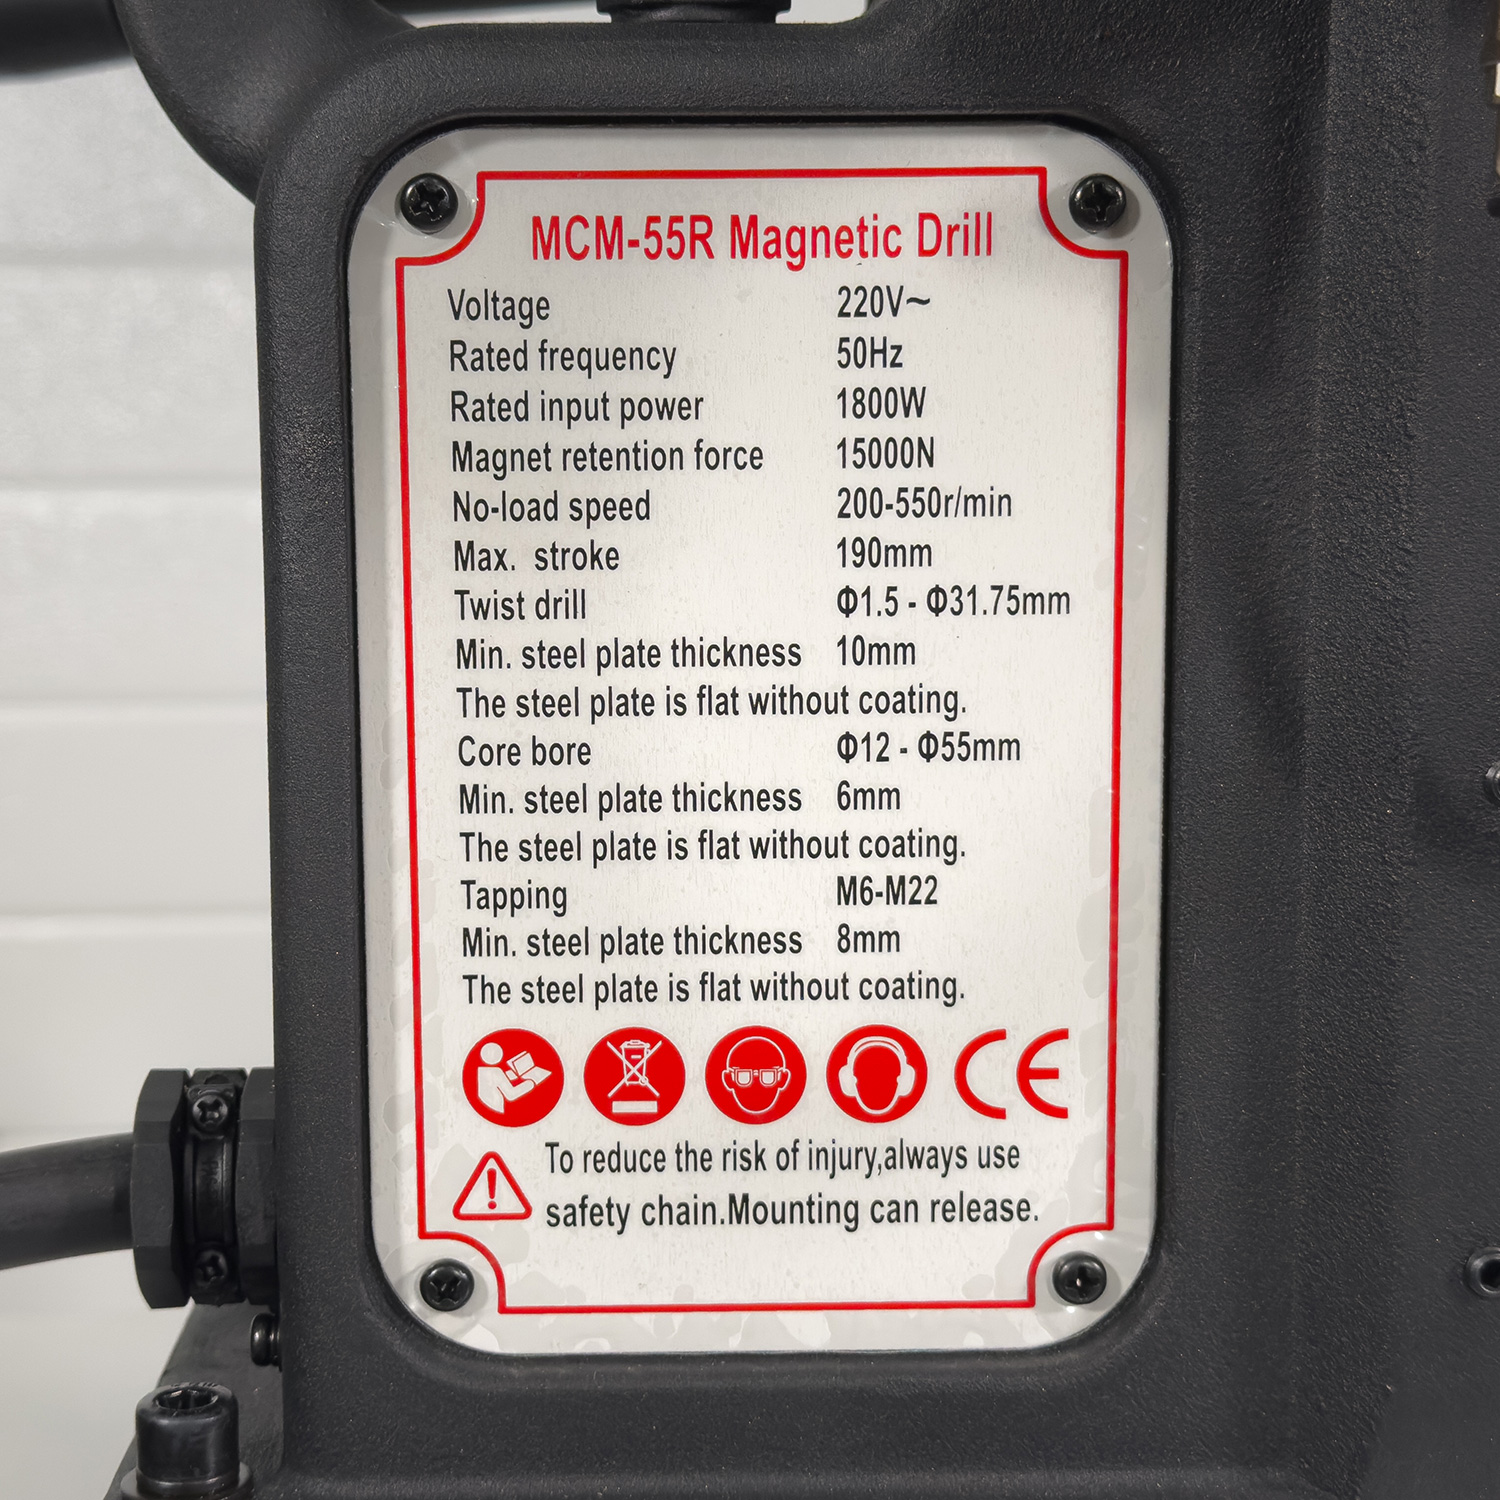 MCM-55R Magnetic Drill
Voltage 220V~
Rated frequency 50Hz
Rated input power 1800W
Magnet retention force 15000N
No-load speed 200-550r/min
Max. stroke 190mm
Twist drill Φ1.5 - Φ31.75mm
Min. steel plate thickness 10mm
The steel plate is flat without coating.
Core bore Φ12 - Φ55mm
Min. steel plate thickness 6mm
The steel plate is flat without coating.
Tapping M6-M22
Min. steel plate thickness 8mm
The steel plate is flat without coating.
CE
To reduce the risk of injury,always use
safety chain.Mounting can release.